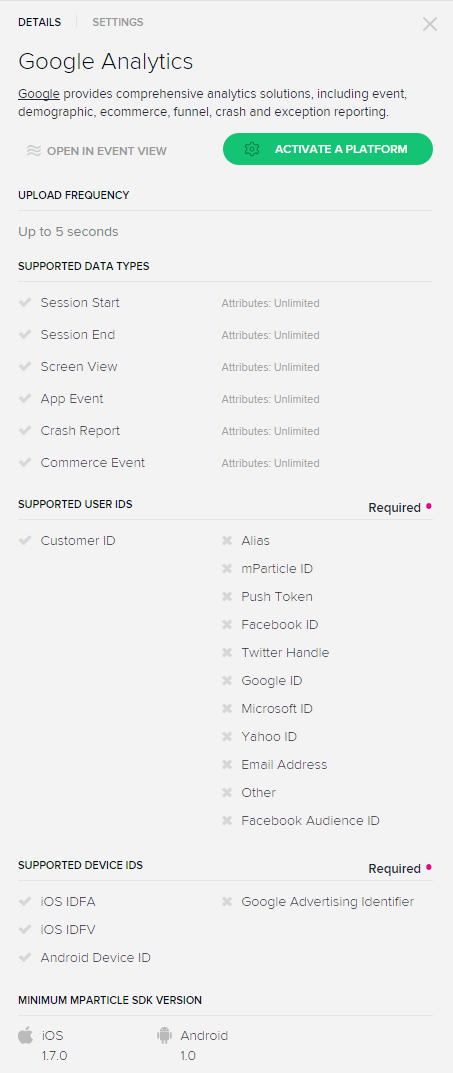 DETAILS SETTINGS
Google Analytics
Google provides comprehensive analytics solutions, including event,
demographic, ecommerce, funnel, crash and exception reporting.
OPEN IN EVENT VIEW ACTIVATE A PLATFORM
UPLOAD FREQUENCY
Up to 5 seconds
SUPPORTED DATA TYPES
Session Start Attributes: Unlimited
Session End Attributes: Unlimited
Screen View Attributes: Unlimited
App Event Attributes: Unlimited
Crash Report Attributes: Unlimited
Commerce Event Attributes: Unlimited
SUPPORTED USER IDS Required
Customer ID Alias
mParticle ID
Push Token
Facebook ID
Twitter Handle
Google ID
Microsoft ID
Yahoo ID
Email Address
Other
Facebook Audience ID
SUPPORTED DEVICE IDS Required
iOS IDFA Google Advertising Identifier
iOS IDFV
Android Device ID
MINIMUM MPARTICLE SDK VERSION
iOS Android
1.7.0 1.0